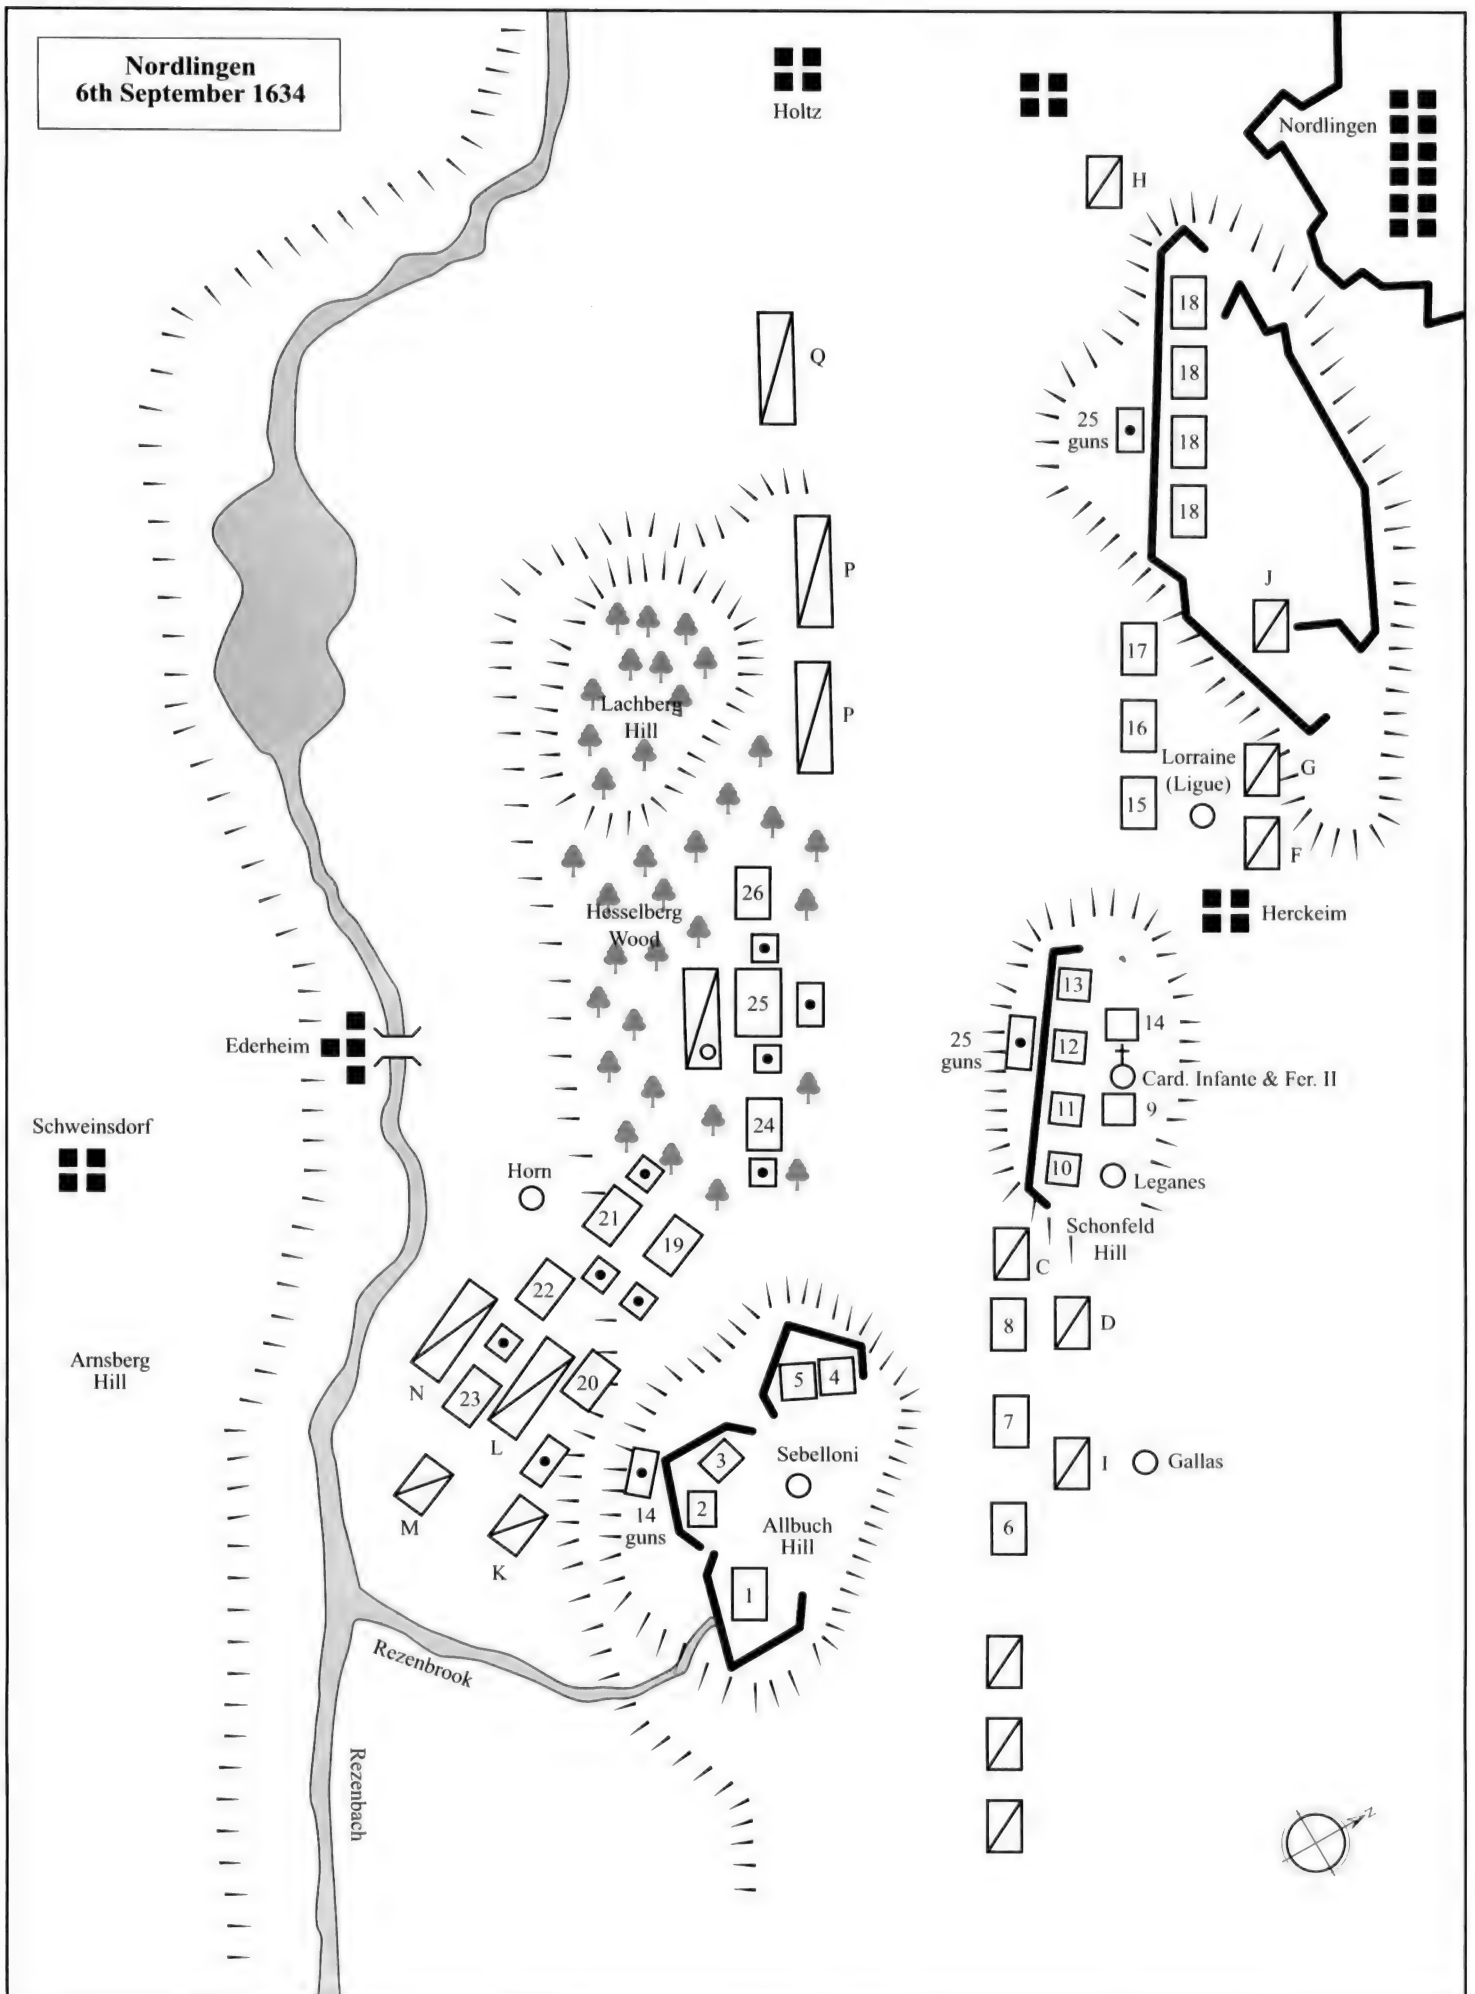 Nordlingen
6th September 1634
Holtz
Nordlingen
H
18
Q
18
25
guns
18
18
P
J
17
Lachberg
Hill
P
16
Lorraine
(Ligue)
G
15
F
26
Hesselberg
Wood
Herckeim
13
25
14
25
guns
12
Ederheim
Card. Infante & Fer. II
11
9
24
Schweinsdorf
Horn
10
Leganes
21
Schonfeld
Hill
19
C
22
8
D
Arnsberg
Hill
5
4
20
N
23
7
L
3
Sebelloni
I
Gallas
2
14
guns
Allbuch
Hill
M
6
K
1
Rezenbrook
Rezenbach
N